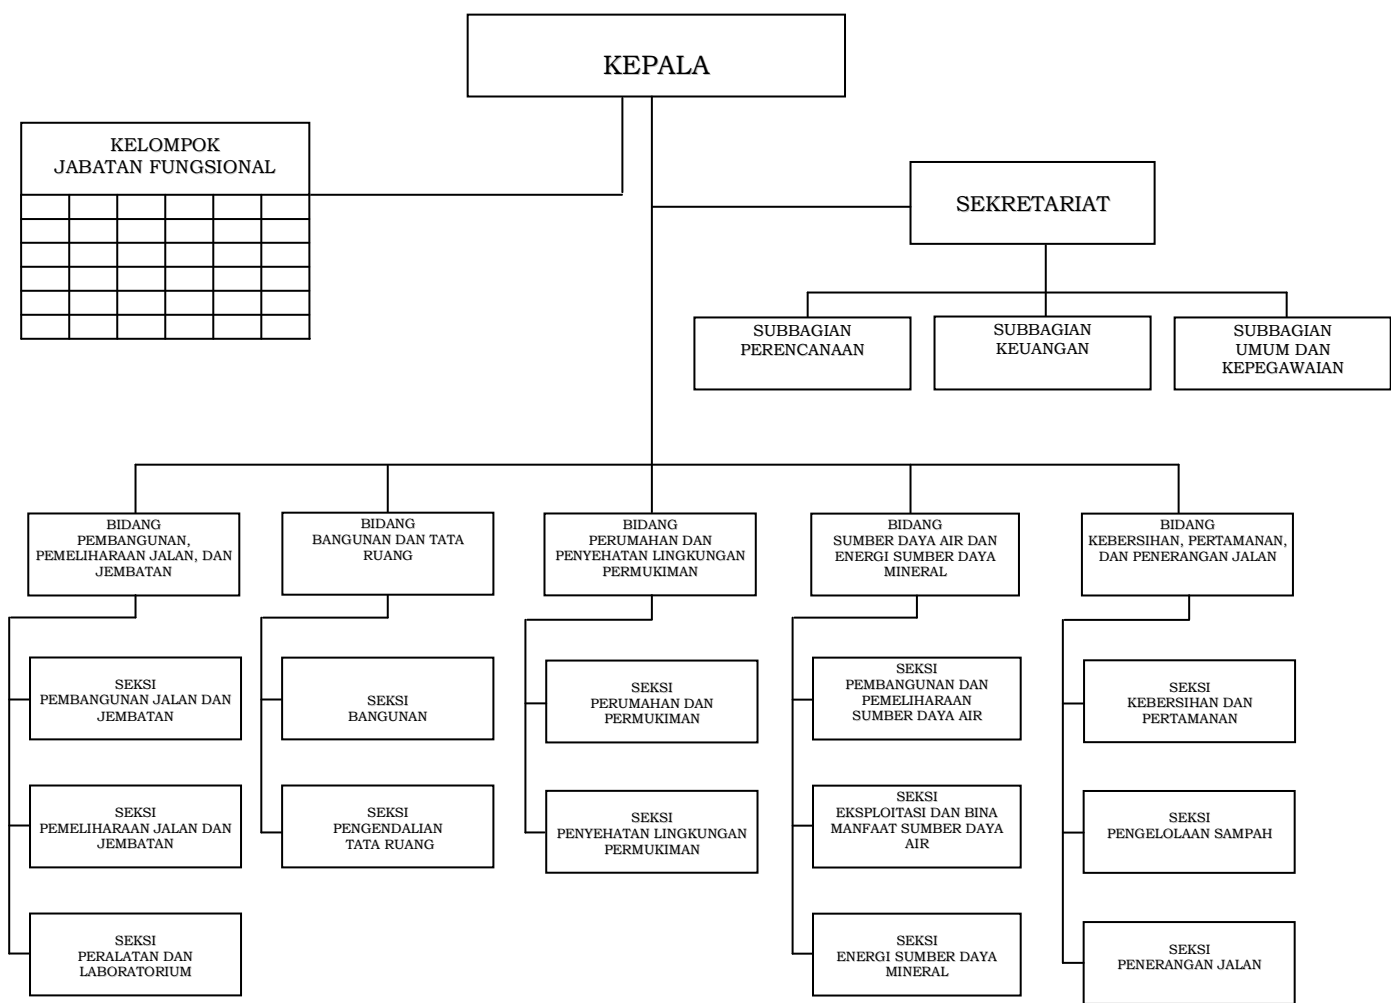 KEPALA
KELOMPOK
JABATAN FUNGSIONAL
SEKRETARIAT
SUBBAGIAN
PERENCANAAN
SUBBAGIAN
KEUANGAN
SUBBAGIAN
UMUM DAN
KEPEGAWAIAN
BIDANG
PEMBANGUNAN,
PEMELIHARAAN JALAN, DAN
JEMBATAN
BIDANG
BANGUNAN DAN TATA
RUANG
BIDANG
PERUMAHAN DAN
PENYEHATAN LINGKUNGAN
PERMUKIMAN
BIDANG
SUMBER DAYA AIR DAN
ENERGI SUMBER DAYA
MINERAL
BIDANG
KEBERSIHAN, PERTAMANAN,
DAN PENERANGAN JALAN
SEKSI
PEMBANGUNAN JALAN DAN
JEMBATAN
SEKSI
BANGUNAN
SEKSI
PERUMAHAN DAN
PERMUKIMAN
SEKSI
PEMBANGUNAN DAN
PEMELIHARAAN
SUMBER DAYA AIR
SEKSI
KEBERSIHAN DAN
PERTAMANAN
SEKSI
PEMELIHARAAN JALAN DAN
JEMBATAN
SEKSI
PENGENDALIAN
TATA RUANG
SEKSI
PENYEHATAN LINGKUNGAN
PERMUKIMAN
SEKSI
EKSPLOITASI DAN BINA
MANFAAT SUMBER DAYA
AIR
SEKSI
PENGELOLAAN SAMPAH
SEKSI
PERALATAN DAN
LABORATORIUM
SEKSI
ENERGI SUMBER DAYA
MINERAL
SEKSI
PENERANGAN JALAN